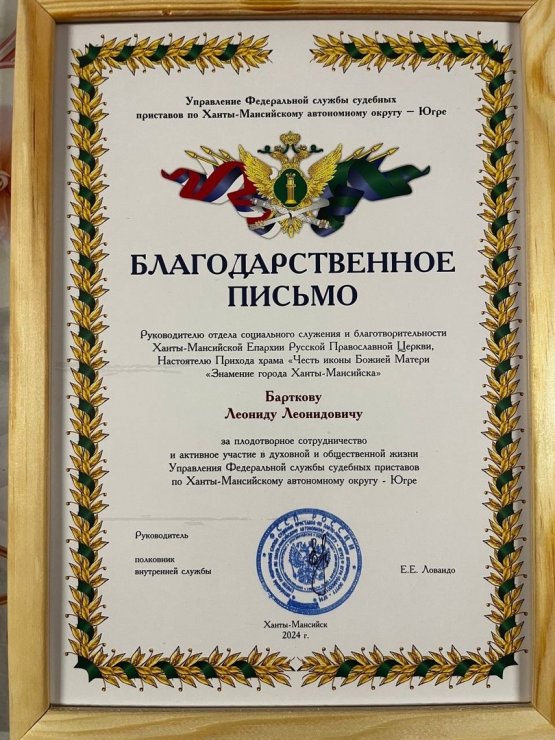 Управление Федеральной службы судебных
приставов по Ханты-Мансийскому автономному округу – Югре
БЛАГОДАРСТВЕННОЕ
ПИСЬМО
Руководителю отдела социального служения и благотворительности
Ханты-Мансийской Епархии Русской Православной Церкви,
Настоятелю Прихода храма «Честь иконы Божией Матери
«Знамение города Ханты-Мансийска»
Барткову
Леониду Леонидовичу
за плодотворное сотрудничество
и активное участие в духовной и общественной жизни
Управления Федеральной службы судебных приставов
по Ханты-Мансийскому автономному округу - Югре
Руководитель
полковник
внутренней службы
ФССП РОССИИ
Е.Е. Ловаидо
Ханты-Мансийск
2024 г.